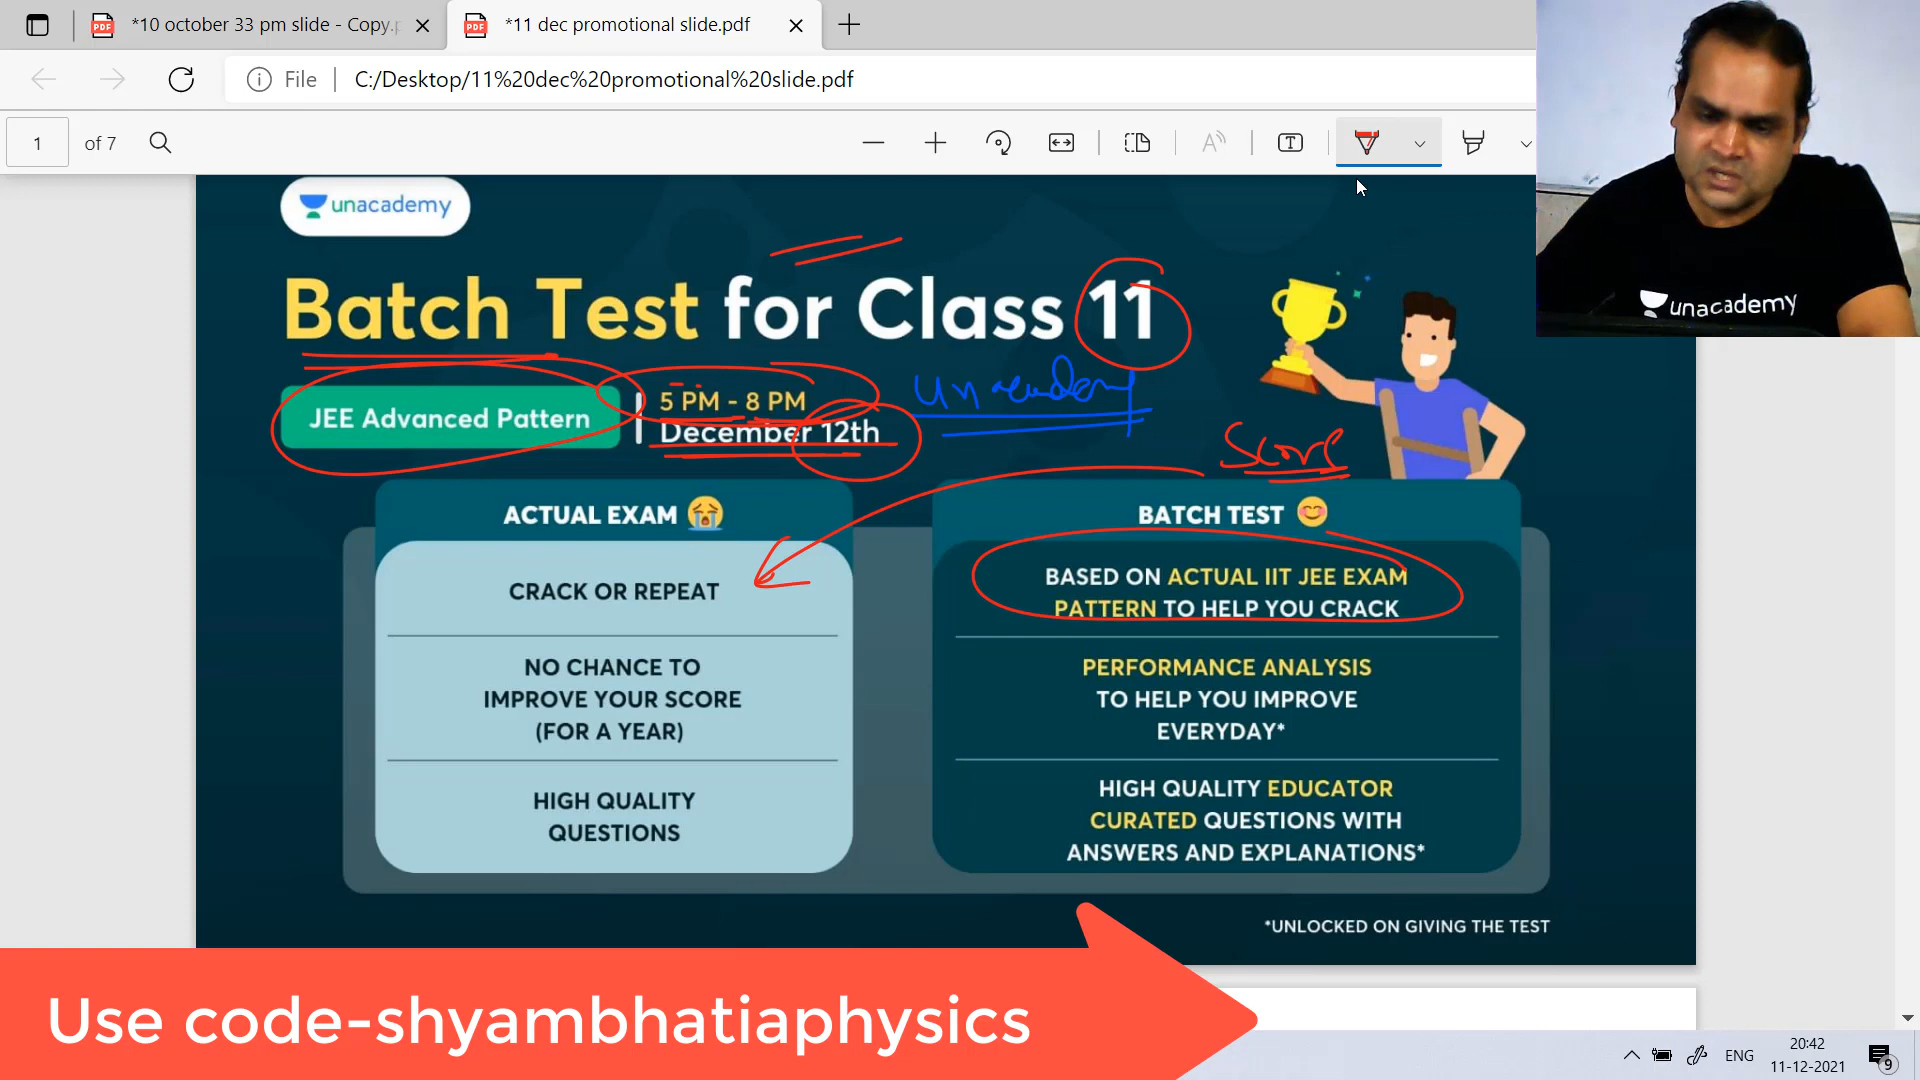 *10 october 33 pm slide - Copy.p
*11 dec promotional slide.pdf
File
C:/Desktop/11%20dec%20promotional%20slide.pdf
1 of 7
unacademy
Batch Test for Class 11
JEE Advanced Pattern
5 PM - 8 PM
December 12th
unacademy
Score
ACTUAL EXAM
CRACK OR REPEAT
NO CHANCE TO
IMPROVE YOUR SCORE
(FOR A YEAR)
HIGH QUALITY
QUESTIONS
BATCH TEST
BASED ON ACTUAL IIT JEE EXAM
PATTERN TO HELP YOU CRACK
PERFORMANCE ANALYSIS
TO HELP YOU IMPROVE
EVERYDAY*
HIGH QUALITY EDUCATOR
CURATED QUESTIONS WITH
ANSWERS AND EXPLANATIONS*
*UNLOCKED ON GIVING THE TEST
unacademy
Use code-shyambhatiaphysics
ENG
20:42
11-12-2021
9